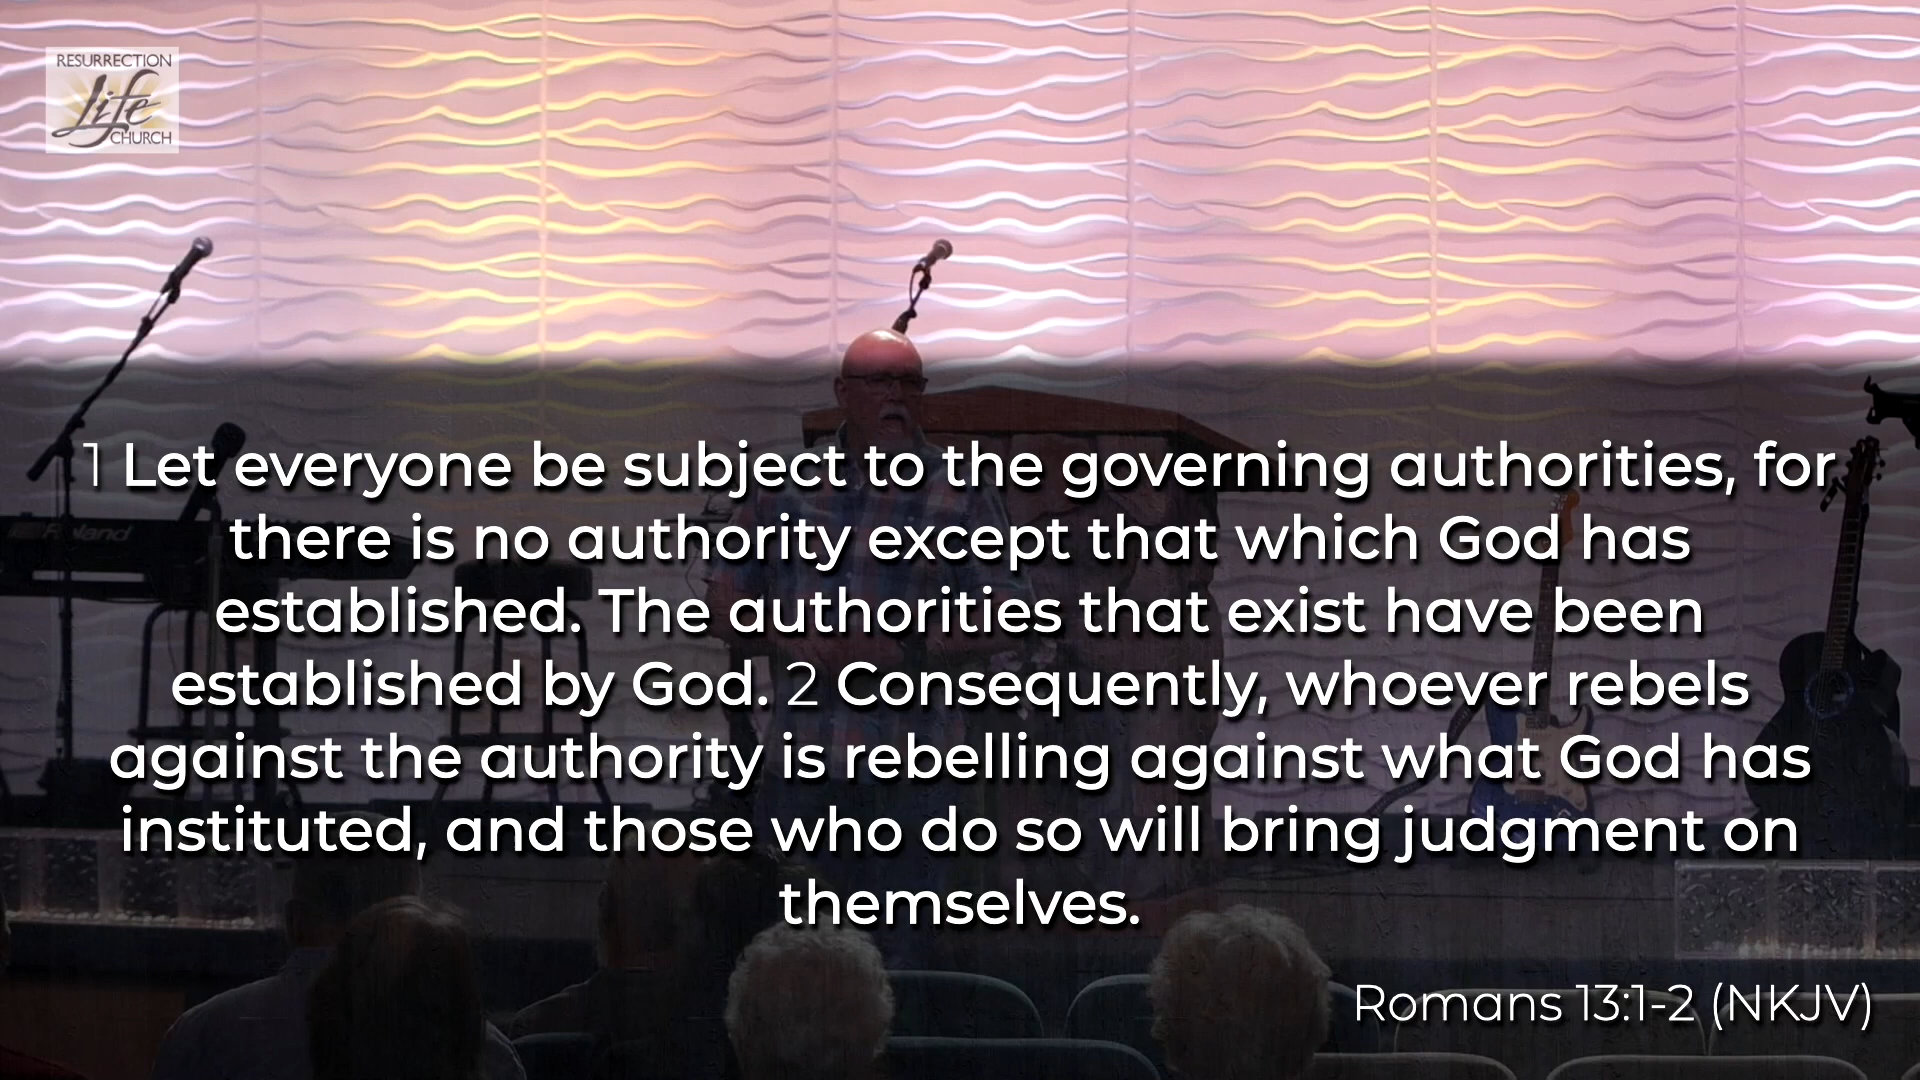 RESURRECTION
Life
CHURCH
Roland
1 Let everyone be subject to the governing authorities, for
there is no authority except that which God has
established. The authorities that exist have been
established by God. 2 Consequently, whoever rebels
against the authority is rebelling against what God has
instituted, and those who do so will bring judgment on
themselves.
Romans 13:1-2 (NKJV)